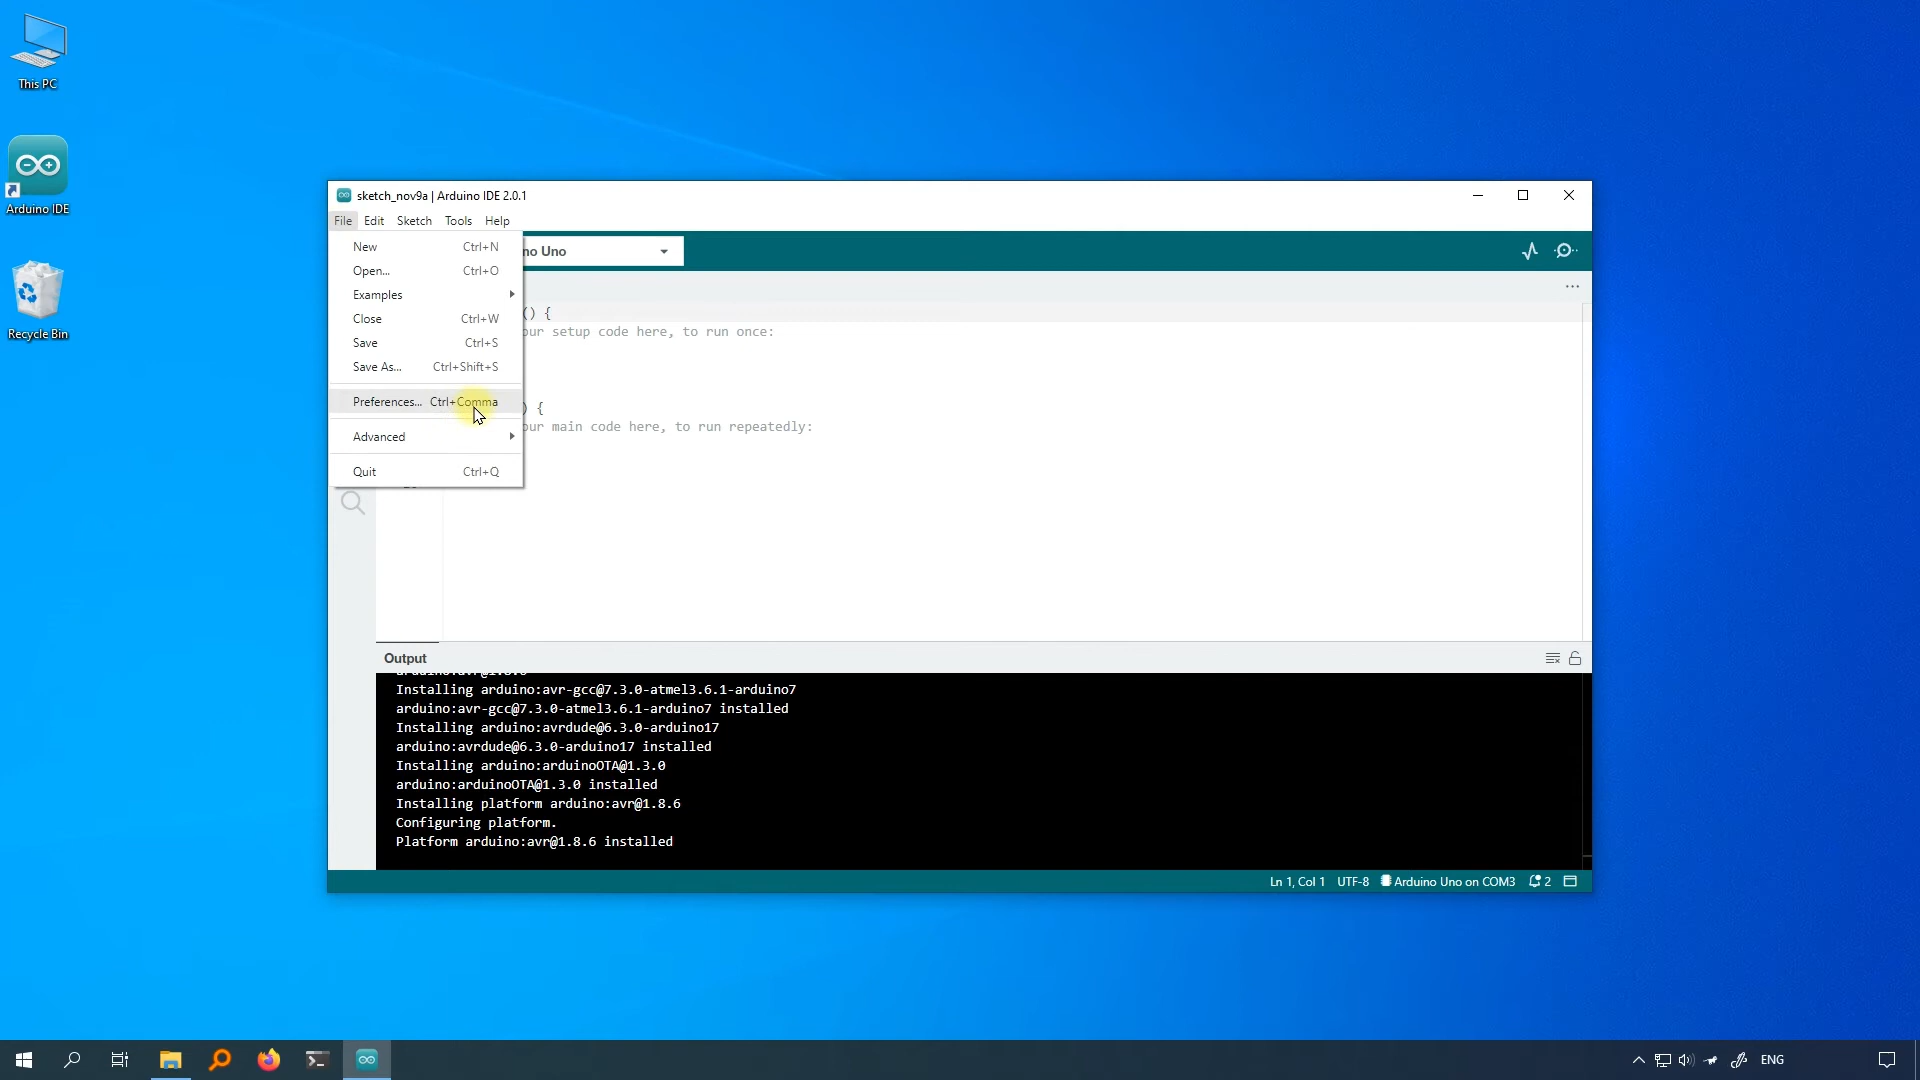 This PC
Arduino IDE
Recycle Bin
sketch_nov9a | Arduino IDE 2.0.1
File Edit Sketch Tools Help
New Ctrl+N
Open... Ctrl+O
Examples
Close Ctrl+W
Save Ctrl+S
Save As... Ctrl+Shift+S
Preferences... Ctrl+Comma
Advanced
Quit Ctrl+Q
no Uno
() {
our setup code here, to run once:
) {
our main code here, to run repeatedly:
Output
Installing arduino:avr-gcc@7.3.0-atmel3.6.1-arduino7
arduino:avr-gcc@7.3.0-atmel3.6.1-arduino7 installed
Installing arduino:avrdude@6.3.0-arduino17
arduino:avrdude@6.3.0-arduino17 installed
Installing arduino:arduinoOTA@1.3.0
arduino:arduinoOTA@1.3.0 installed
Installing platform arduino:avr@1.8.6
Configuring platform.
Platform arduino:avr@1.8.6 installed
Ln 1, Col 1 UTF-8 Arduino Uno on COM3 2
ENG